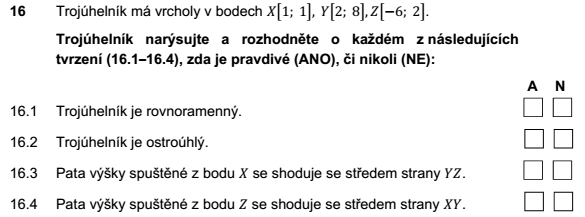 16 Trojúhelník má vrcholy v bodech X[1; 1], Y[2; 8],Z[−6; 2].
Trojúhelník narýsujte a rozhodněte o každém z následujících
tvrzení (16.1–16.4), zda je pravdivé (ANO), či nikoli (NE):
A N
16.1 Trojúhelník je rovnoramenný.
16.2 Trojúhelník je ostroúhlý.
16.3 Pata výšky spuštěné z bodu X se shoduje se středem strany YZ.
16.4 Pata výšky spuštěné z bodu Z se shoduje se středem strany XY.